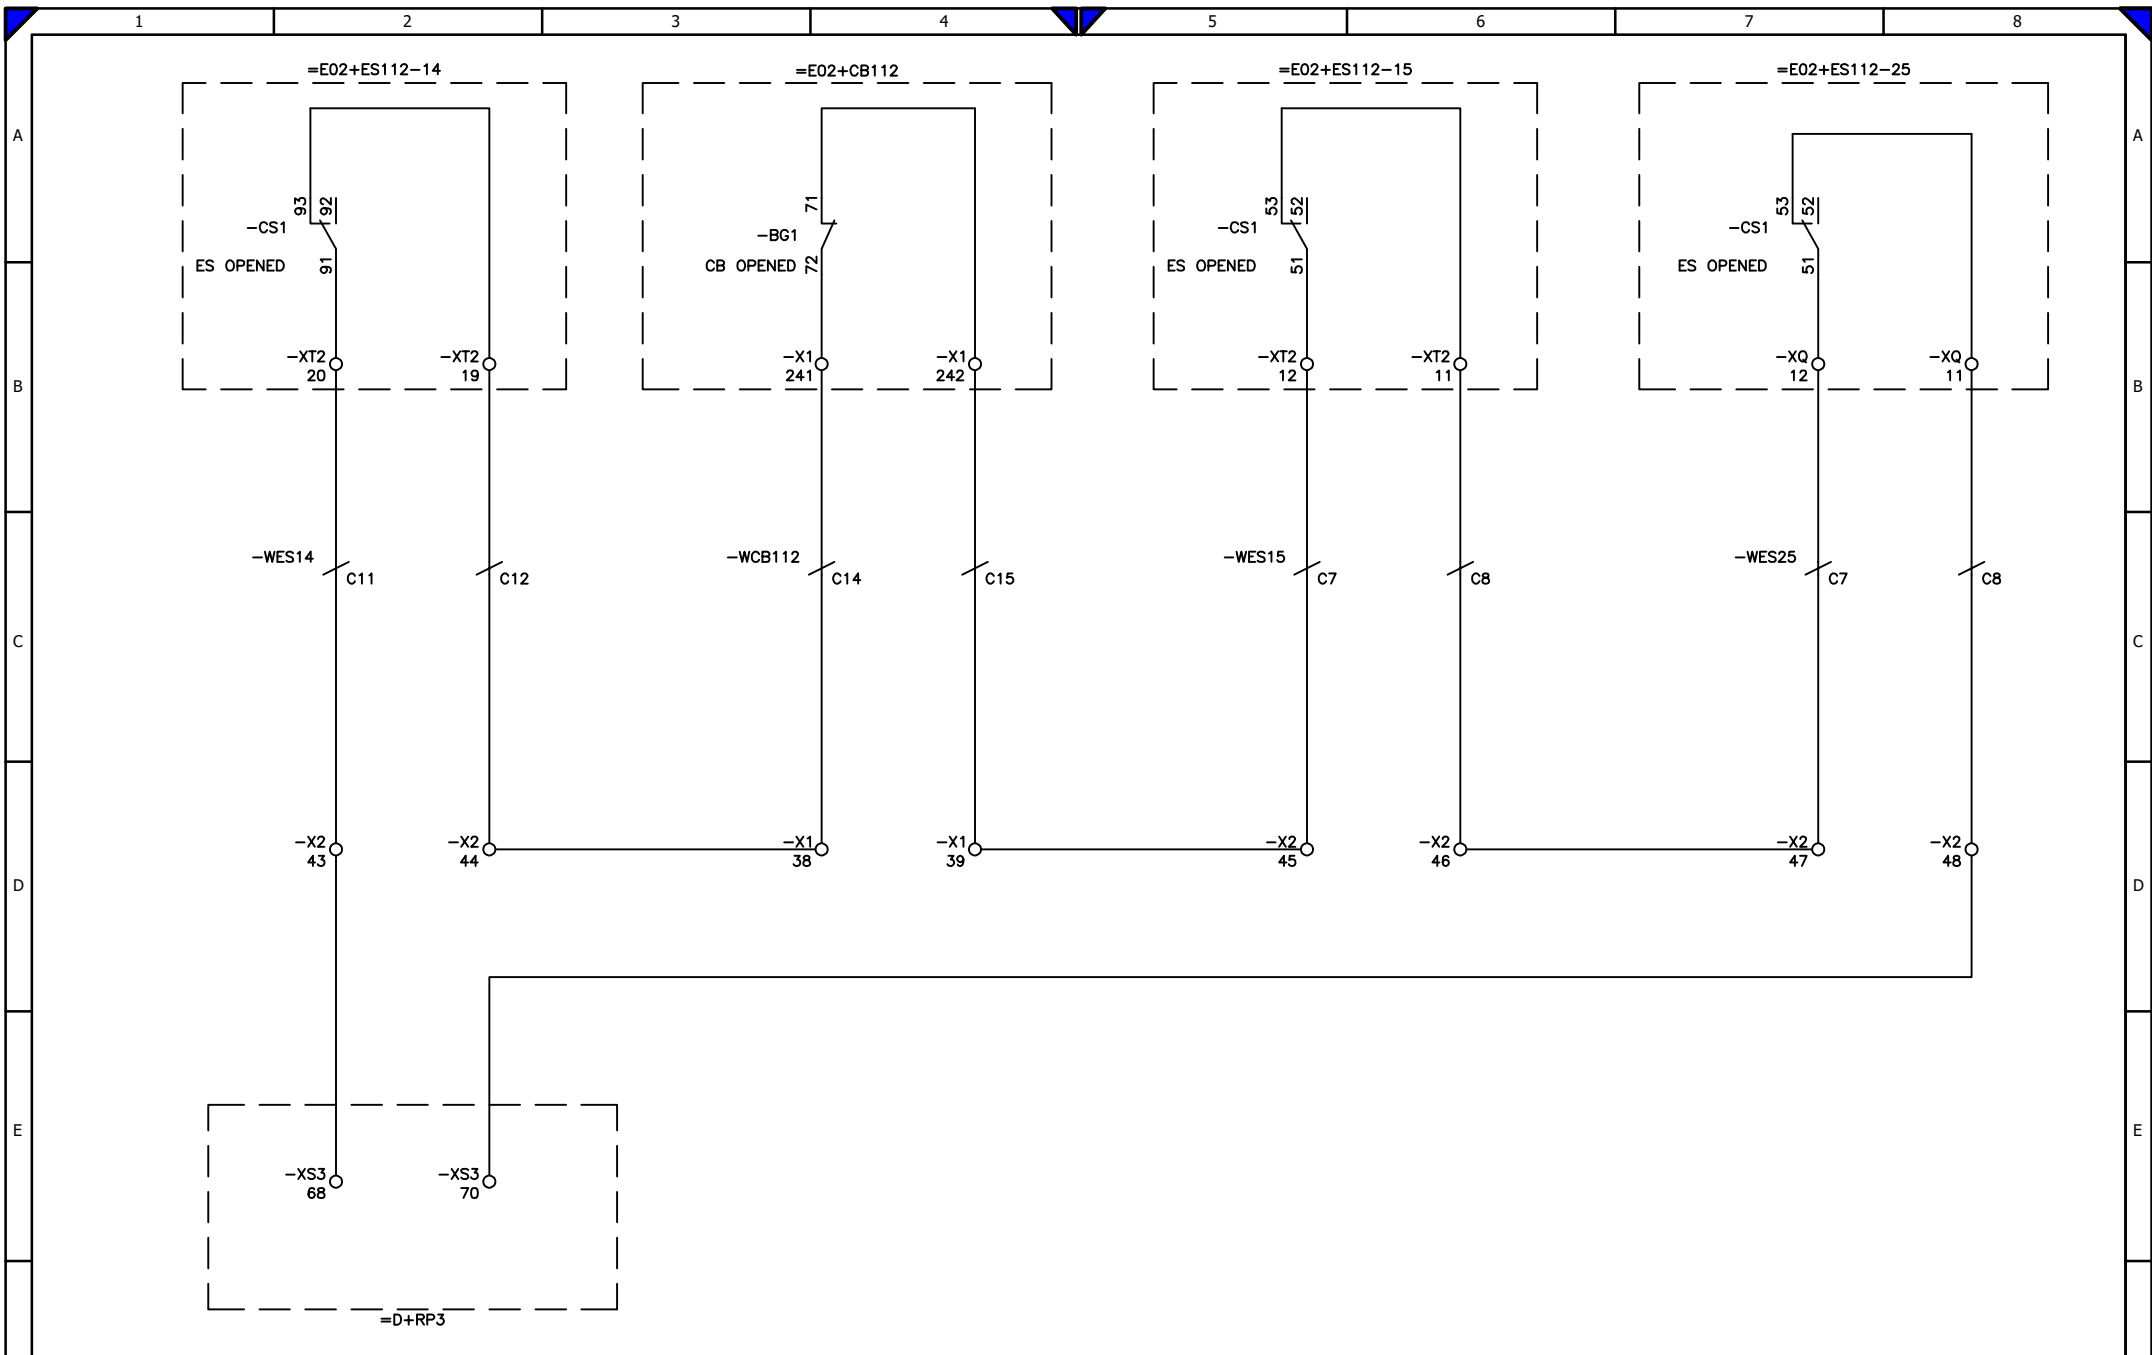 1 2 3 4 5 6 7 8
=E02+ES112-14 =E02+CB112 =E02+ES112-15 =E02+ES112-25
A A
93 92 71 53 52 53 52
-CS1 -BG1 -CS1 -CS1
ES OPENED 91 CB OPENED 72 ES OPENED 51 ES OPENED 51
-XT2 -XT2 -X1 -X1 -XT2 -XT2 -XQ -XQ
20 19 241 242 12 11 12 11
B B
-WES14 -WCB112 -WES15 -WES25
C11 C12 C14 C15 C7 C8 C7 C8
C C
-X2 -X2 -X1 -X1 -X2 -X2 -X2 -X2
43 44 38 39 45 46 47 48
D D
E E
-XS3 -XS3
68 70
=D+RP3